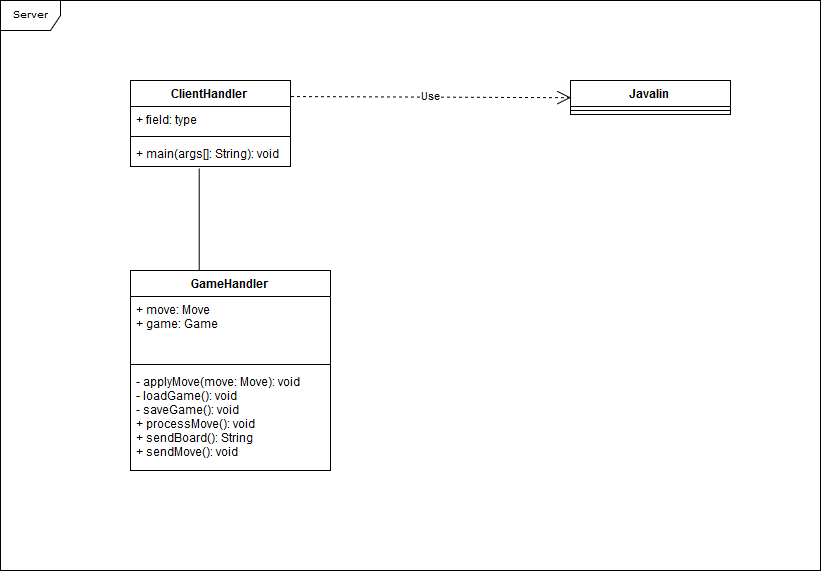 Server
ClientHandler
Use
Javalin
+ field: type
+ main(args[]: String): void
GameHandler
+ move: Move
+ game: Game
- applyMove(move: Move): void
- loadGame(): void
- saveGame(): void
+ processMove(): void
+ sendBoard(): String
+ sendMove(): void